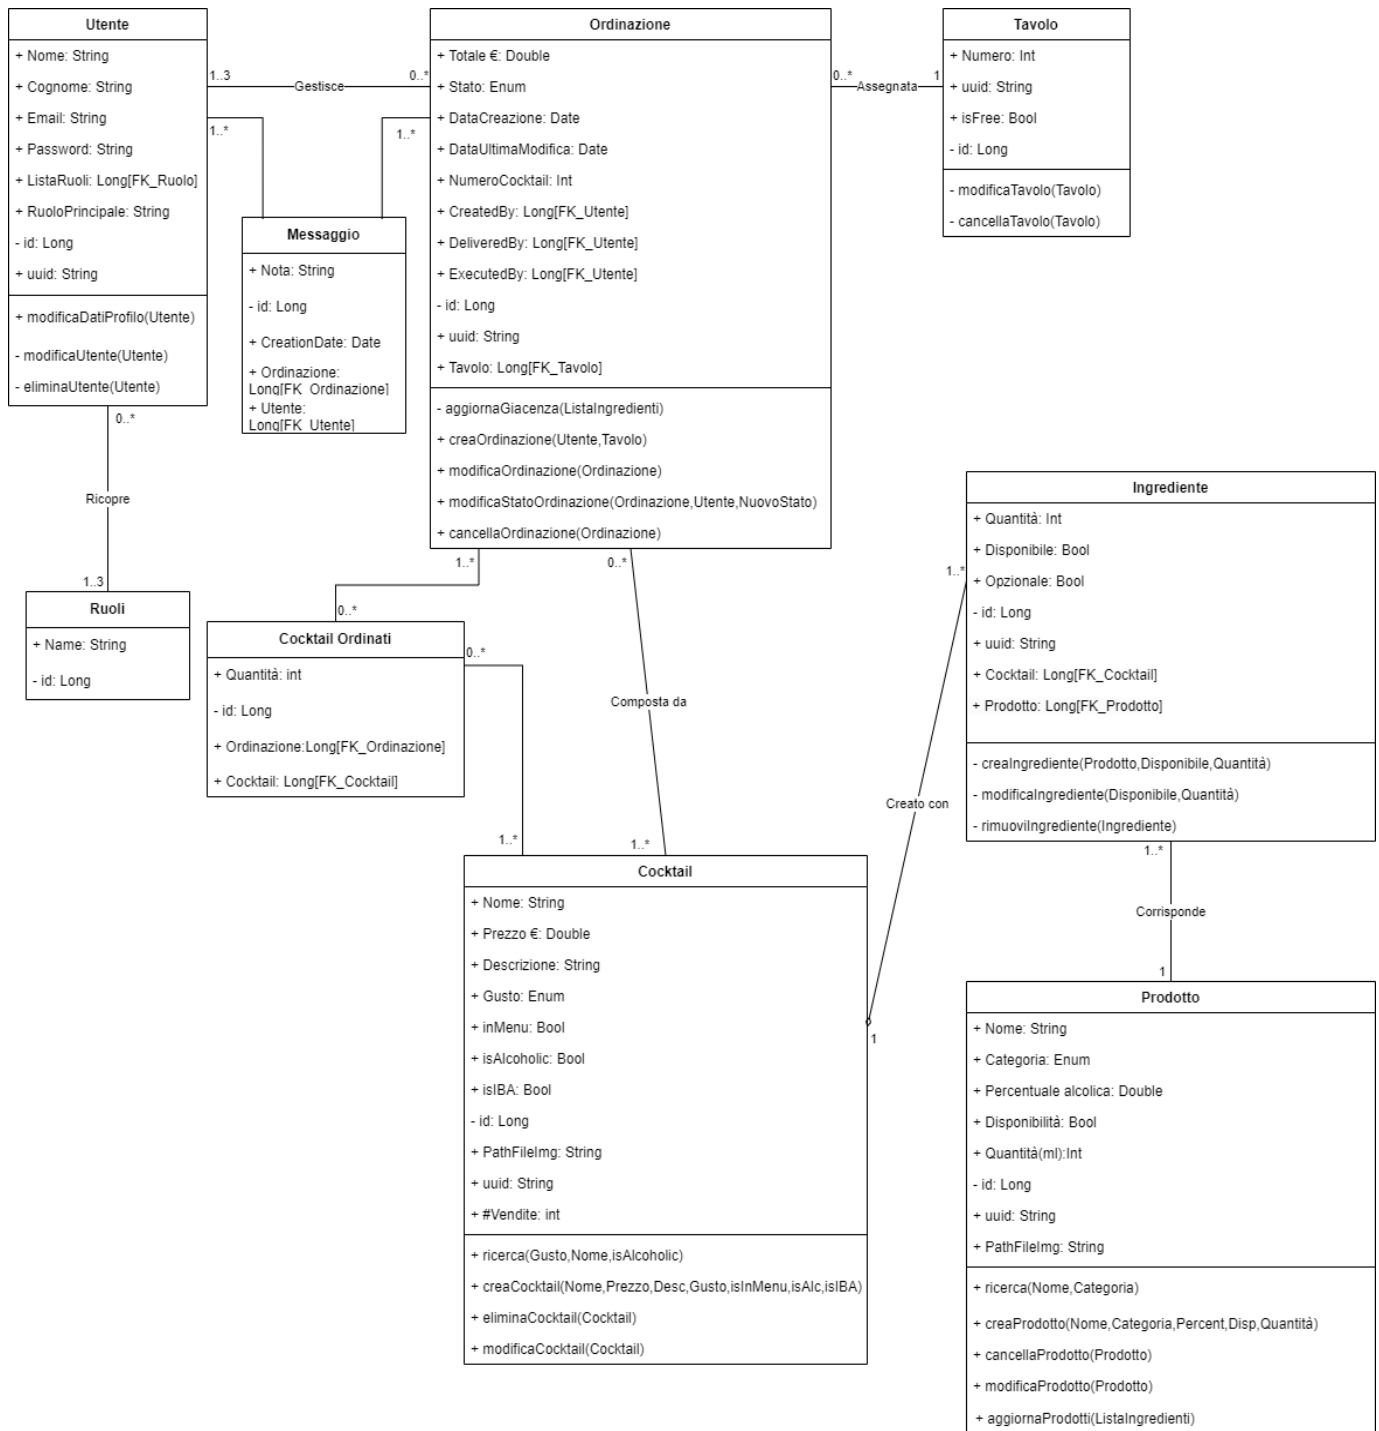 Utente
+ Nome: String
+ Cognome: String
+ Email: String
+ Password: String
+ ListaRuoli: Long[FK_Ruolo]
+ RuoloPrincipale: String
- id: Long
+ uuid: String
+ modificaDatiProfilo(Utente)
- modificaUtente(Utente)
- eliminaUtente(Utente)
1..3
Gestisce
0..*
1..*
1..*
Ordinazione
+ Totale €: Double
+ Stato: Enum
+ DataCreazione: Date
+ DataUltimaModifica: Date
+ NumeroCocktail: Int
+ CreatedBy: Long[FK_Utente]
+ DeliveredBy: Long[FK_Utente]
+ ExecutedBy: Long[FK_Utente]
- id: Long
+ uuid: String
+ Tavolo: Long[FK_Tavolo]
- aggiornaGiacenza(ListaIngredienti)
+ creaOrdinazione(Utente,Tavolo)
+ modificaOrdinazione(Ordinazione)
+ modificaStatoOrdinazione(Ordinazione,Utente,NuovoStato)
+ cancellaOrdinazione(Ordinazione)
0..*
Assegnata
1
Tavolo
+ Numero: Int
+ uuid: String
+ isFree: Bool
- id: Long
- modificaTavolo(Tavolo)
- cancellaTavolo(Tavolo)
Messaggio
+ Nota: String
- id: Long
+ CreationDate: Date
+ Ordinazione:
Long[FK_Ordinazione]
+ Utente:
Long[FK_Utente]
0..*
Ricopre
1..3
Ruoli
+ Name: String
- id: Long
1..*
0..*
Cocktail Ordinati
+ Quantità: int
- id: Long
+ Ordinazione:Long[FK_Ordinazione]
+ Cocktail: Long[FK_Cocktail]
0..*
1..*
0..*
Composta da
1..*
Ingrediente
+ Quantità: Int
+ Disponibile: Bool
+ Opzionale: Bool
- id: Long
+ uuid: String
+ Cocktail: Long[FK_Cocktail]
+ Prodotto: Long[FK_Prodotto]
- creaIngrediente(Prodotto,Disponibile,Quantità)
- modificaIngrediente(Disponibile,Quantità)
- rimuoviIngrediente(Ingrediente)
1..*
Creato con
1
Cocktail
+ Nome: String
+ Prezzo €: Double
+ Descrizione: String
+ Gusto: Enum
+ inMenu: Bool
+ isAlcoholic: Bool
+ isIBA: Bool
- id: Long
+ PathFileImg: String
+ uuid: String
+ #Vendite: int
+ ricerca(Gusto,Nome,isAlcoholic)
+ creaCocktail(Nome,Prezzo,Desc,Gusto,isInMenu,isAlc,isIBA)
+ eliminaCocktail(Cocktail)
+ modificaCocktail(Cocktail)
1..*
Corrisponde
1
Prodotto
+ Nome: String
+ Categoria: Enum
+ Percentuale alcolica: Double
+ Disponibilità: Bool
+ Quantità(ml):Int
- id: Long
+ uuid: String
+ PathFileImg: String
+ ricerca(Nome,Categoria)
+ creaProdotto(Nome,Categoria,Percent,Disp,Quantità)
+ cancellaProdotto(Prodotto)
+ modificaProdotto(Prodotto)
+ aggiornaProdotti(ListaIngredienti)